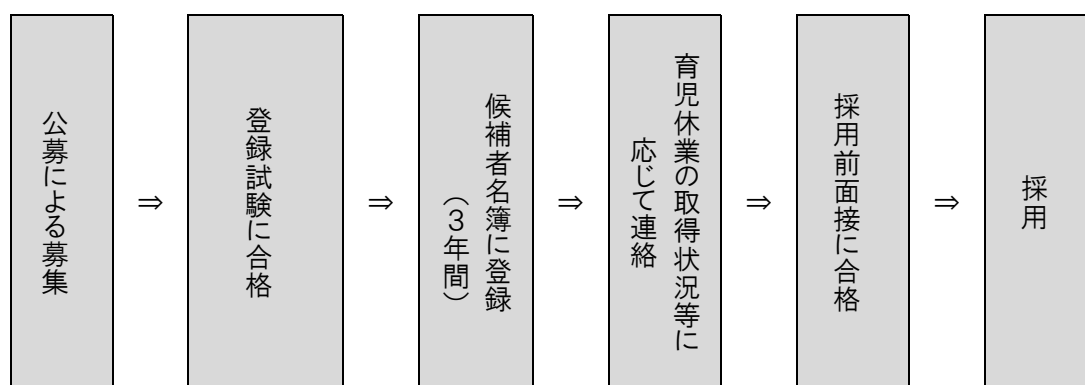 公募による募集
⇒
登録試験に合格
⇒
候補者名簿に登録
（３年間）
⇒
育児休業の取得状況等に
応じて連絡
⇒
採用前面接に合格
⇒
採用